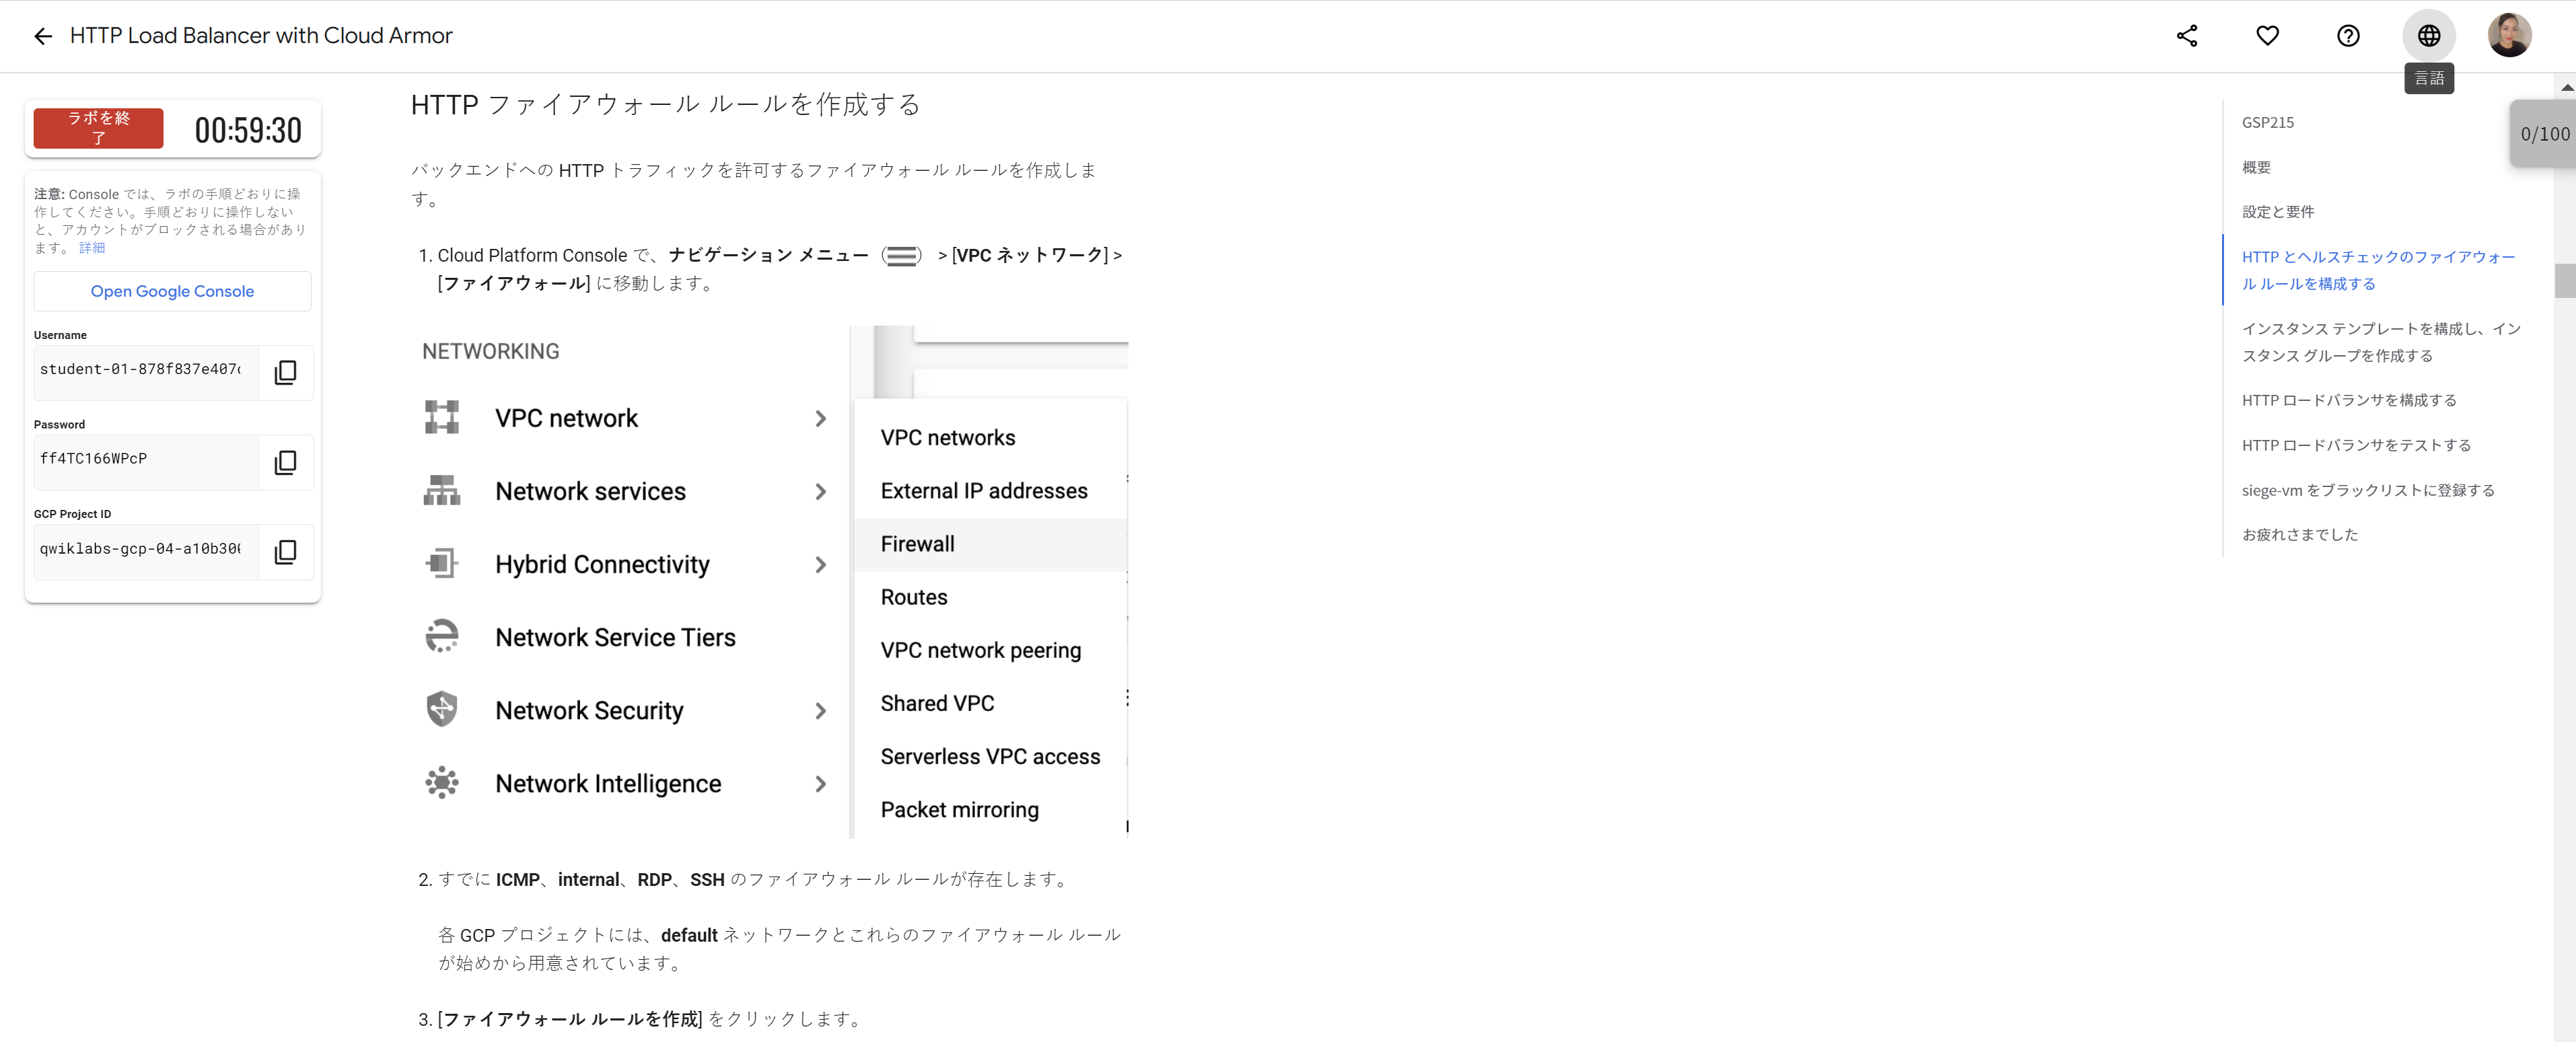 HTTP Load Balancer with Cloud Armor
言語
ラボを終
了
00:59:30
注意: Console では、ラボの手順どおりに操
作してください。手順どおりに操作しない
と、アカウントがブロックされる場合があり
ます。 詳細
Open Google Console
Username
student-01-878f837e407
Password
ff4TC166WPcP
GCP Project ID
qwiklabs-gcp-04-a10b30
HTTP ファイアウォール ルールを作成する
バックエンドへの HTTP トラフィックを許可するファイアウォール ルールを作成しま
す。
1. Cloud Platform Console で、ナビゲーション メニュー > [VPC ネットワーク] >
[ファイアウォール] に移動します。
NETWORKING
VPC network
Network services
Hybrid Connectivity
Network Service Tiers
Network Security
Network Intelligence
VPC networks
External IP addresses
Firewall
Routes
VPC network peering
Shared VPC
Serverless VPC access
Packet mirroring
2. すでに ICMP、internal、RDP、SSH のファイアウォール ルールが存在します。
各 GCP プロジェクトには、default ネットワークとこれらのファイアウォール ルール
が始めから用意されています。
3. [ファイアウォール ルールを作成] をクリックします。
GSP215
概要
設定と要件
HTTP とヘルスチェックのファイアウォー
ル ルールを構成する
インスタンス テンプレートを構成し、イン
スタンス グループを作成する
HTTP ロードバランサを構成する
HTTP ロードバランサをテストする
siege-vm をブラックリストに登録する
お疲れさまでした
0/100